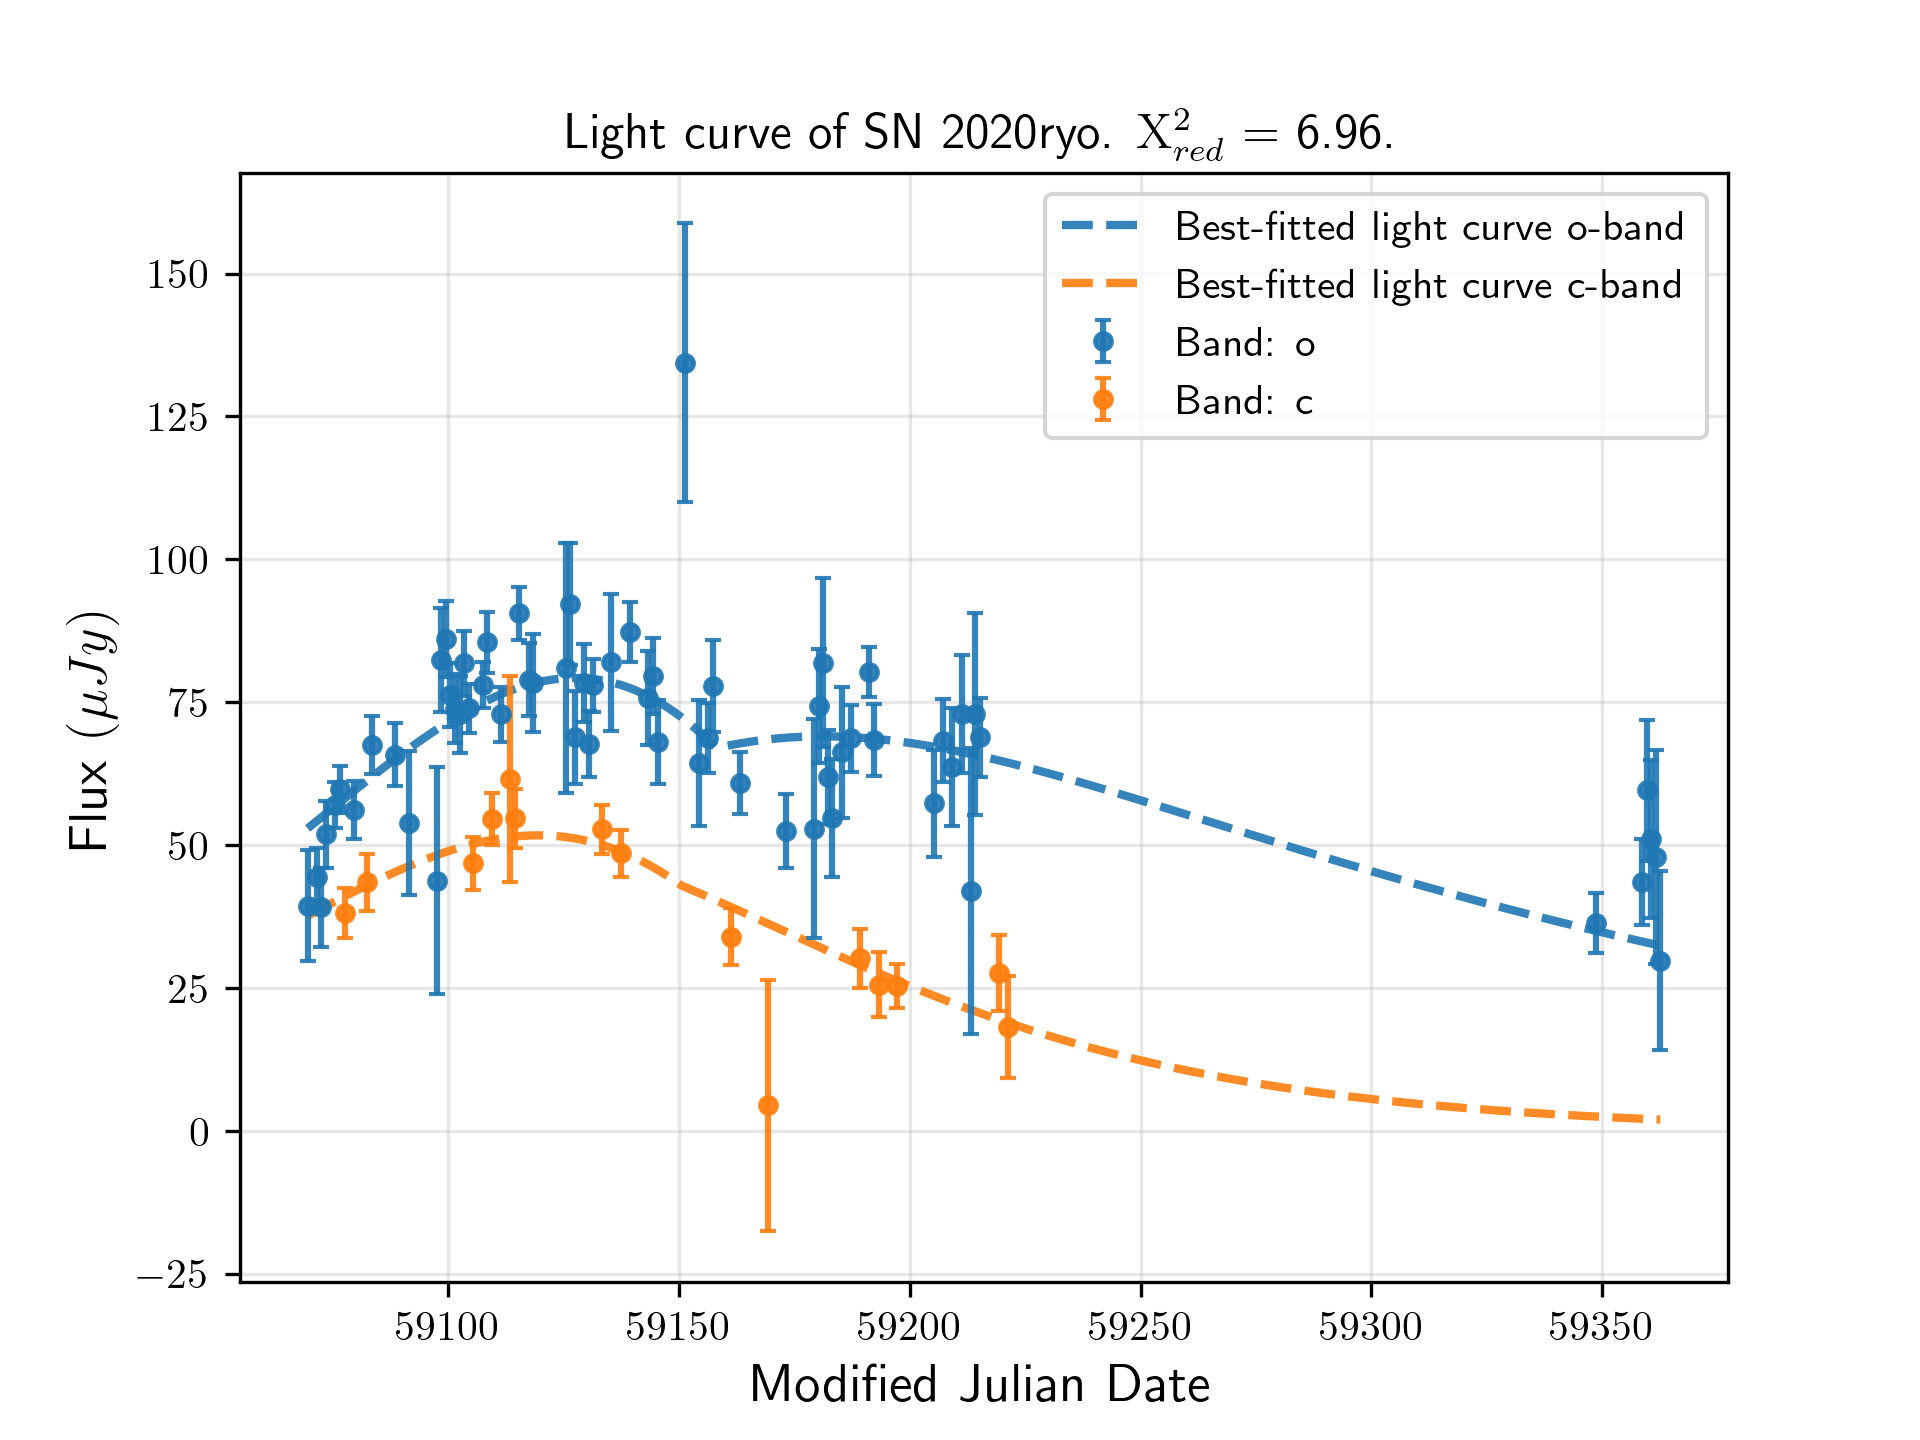 Light curve of SN 2020ryo. X²_red = 6.96.
Best-fitted light curve o-band
Best-fitted light curve c-band
Band: o
Band: c
Flux (μJy)
150
125
100
75
50
25
0
−25
59100 59150 59200 59250 59300 59350
Modified Julian Date